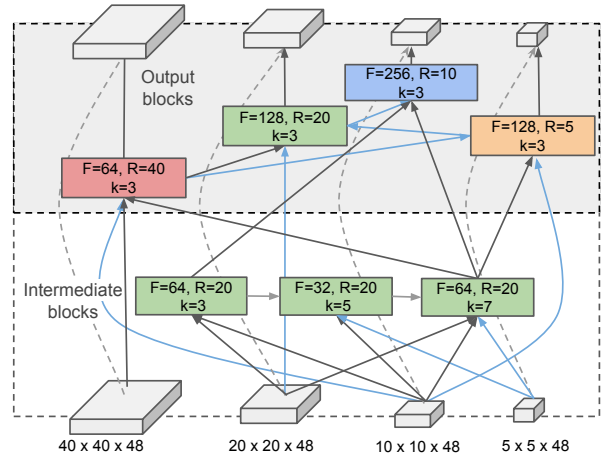 Output
blocks
F=256, R=10
k=3
F=128, R=20
k=3
F=128, R=5
k=3
F=64, R=40
k=3
Intermediate
blocks
F=64, R=20
k=3
F=32, R=20
k=5
F=64, R=20
k=7
40 x 40 x 48
20 x 20 x 48
10 x 10 x 48
5 x 5 x 48